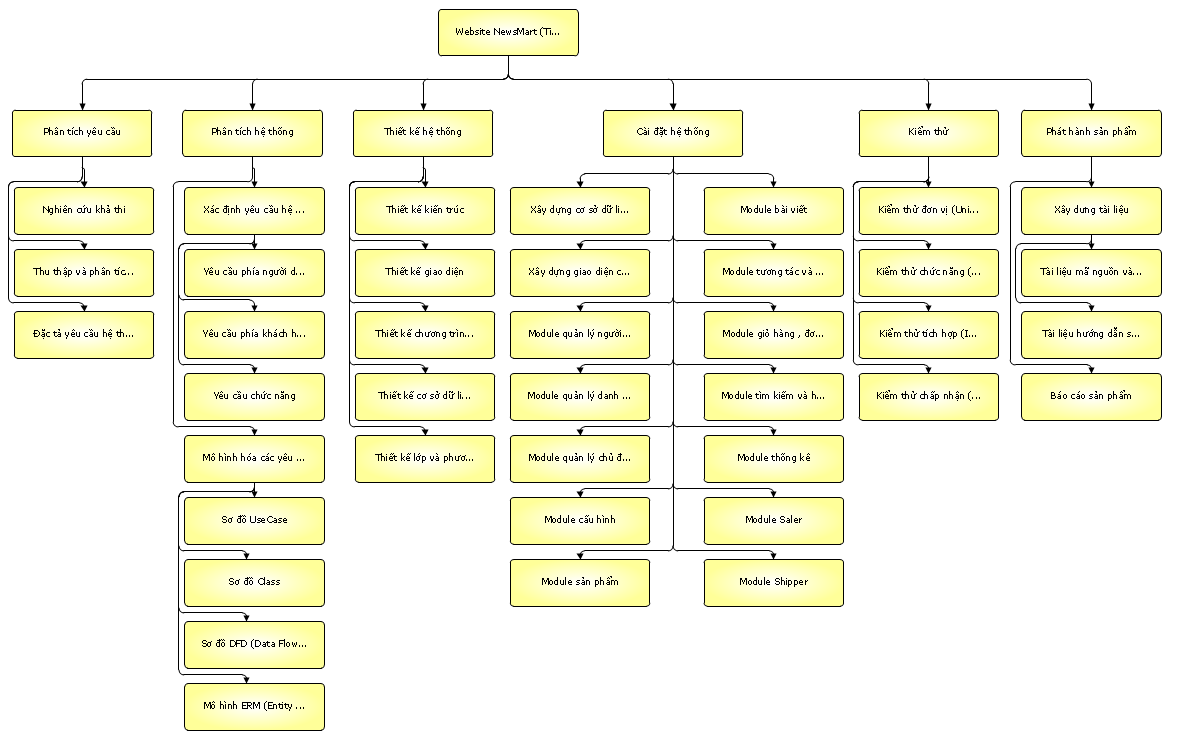 Website NewsMart (Ti...
Phân tích yêu cầu
Phân tích hệ thống
Thiết kế hệ thống
Cài đặt hệ thống
Kiểm thử
Phát hành sản phẩm
Nghiên cứu khả thi
Xác định yêu cầu hệ ...
Thiết kế kiến trúc
Xây dựng cơ sở dữ li...
Module bài viết
Kiểm thử đơn vị (Uni...
Xây dưng tài liệu
Thu thập và phân tíc...
Yêu cầu phía người d...
Thiết kế giao diện
Xây dựng giao diện c...
Module tương tác và ...
Kiểm thử chức năng (...
Tài liệu mã nguồn và...
Đặc tả yêu cầu hệ th...
Yêu cầu phía khách h...
Thiết kế chương trìn...
Module quản lý người...
Module giỏ hàng , đơ...
Kiểm thử tích hợp (I...
Tài liệu hướng dẫn s...
Yêu cầu chức năng
Thiết kế cơ sở dữ li...
Module quản lý danh ...
Module tìm kiếm và h...
Kiểm thử chấp nhận (...
Báo cáo sản phẩm
Mô hình hóa các yêu ...
Thiết kế lớp và phươ...
Module quản lý chủ đ...
Module thống kê
Sơ đồ UseCase
Module cấu hình
Module Saler
Sơ đồ Class
Module sản phẩm
Module Shipper
Sơ đồ DFD (Data Flow...
Mô hình ERM (Entity ...